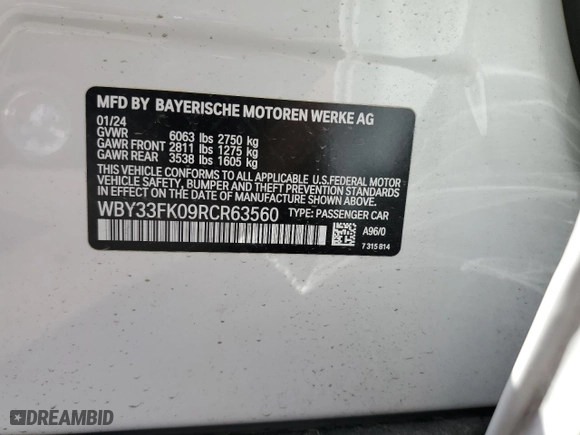 MFD BY BAYERISCHE MOTOREN WERKE AG
01/24
GVWR 6063 lbs 2750 kg
GAWR FRONT 2811 lbs 1275 kg
GAWR REAR 3538 lbs 1605 kg
THIS VEHICLE CONFORMS TO ALL APPLICABLE U.S.FEDERAL MOTOR
VEHICLE SAFETY, BUMPER AND THEFT PREVENTION STANDARDS
IN EFFECT ON THE DATE OF MANUFACTURE SHOWN ABOVE.
WBY33FK09RCR63560 TYPE: PASSENGER CAR
A96/0
7 315 814
DREAMBID